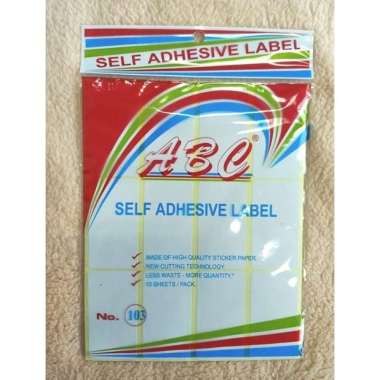 SELF ADHESIVE LABEL
ABC®
SELF ADHESIVE LABEL
MADE OF HIGH QUALITY STICKER PAPER.
NEW CUTTING TECHNOLOGY
LESS WASTE - MORE QUANTITY.
10 SHEETS / PACK.
No. 103